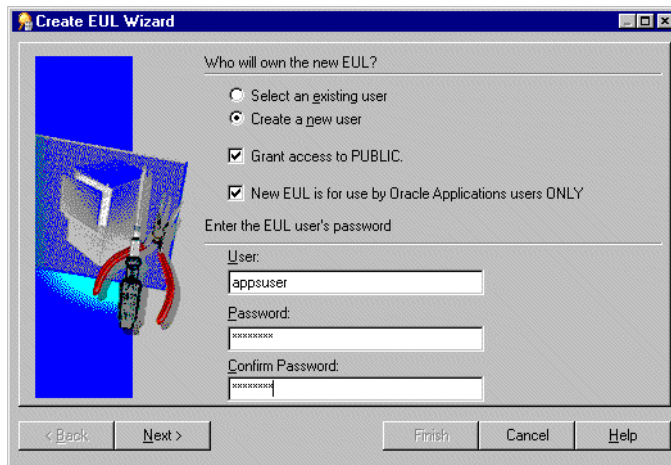 Create EUL Wizard
Who will own the new EUL?
Select an existing user
Create a new user
Grant access to PUBLIC.
New EUL is for use by Oracle Applications users ONLY
Enter the EUL user's password
User:
appsuser
Password:
********
Confirm Password:
********
< Back Next > Finish Cancel Help